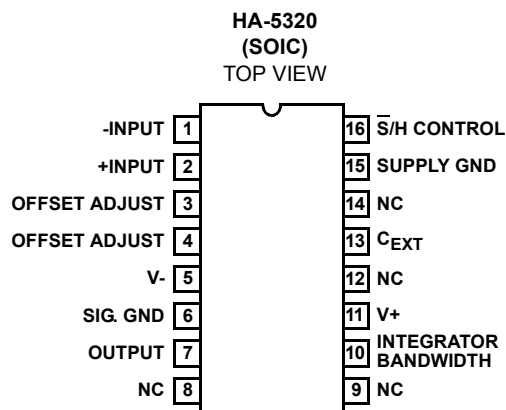 HA-5320
(SOIC)
TOP VIEW
-INPUT 1
+INPUT 2
OFFSET ADJUST 3
OFFSET ADJUST 4
V- 5
SIG. GND 6
OUTPUT 7
NC 8
16 S̅/H CONTROL
15 SUPPLY GND
14 NC
13 CEXT
12 NC
11 V+
10 INTEGRATOR
BANDWIDTH
9 NC